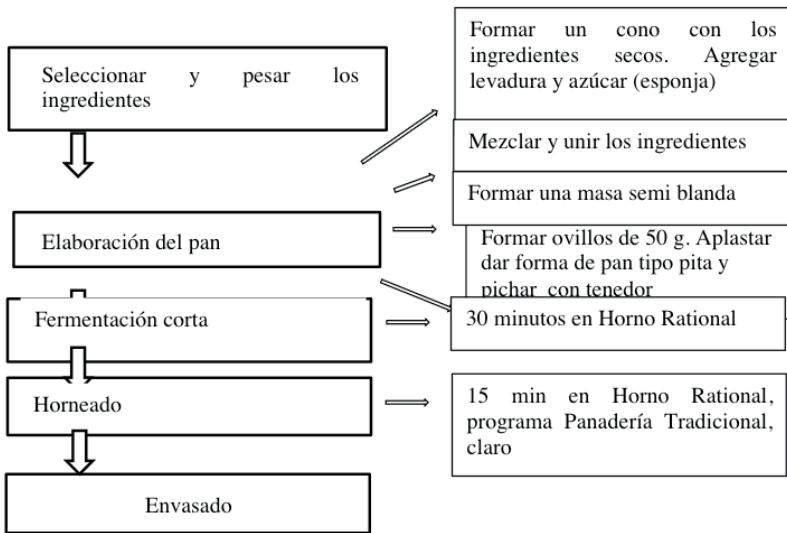 Seleccionar y pesar los
ingredientes
Formar un cono con los
ingredientes secos. Agregar
levadura y azúcar (esponja)
Mezclar y unir los ingredientes
Formar una masa semi blanda
Elaboración del pan
Formar ovillos de 50 g. Aplastar
dar forma de pan tipo pita y
pichar con tenedor
Fermentación corta
30 minutos en Horno Rational
Horneado
15 min en Horno Rational,
programa Panadería Tradicional,
claro
Envasado